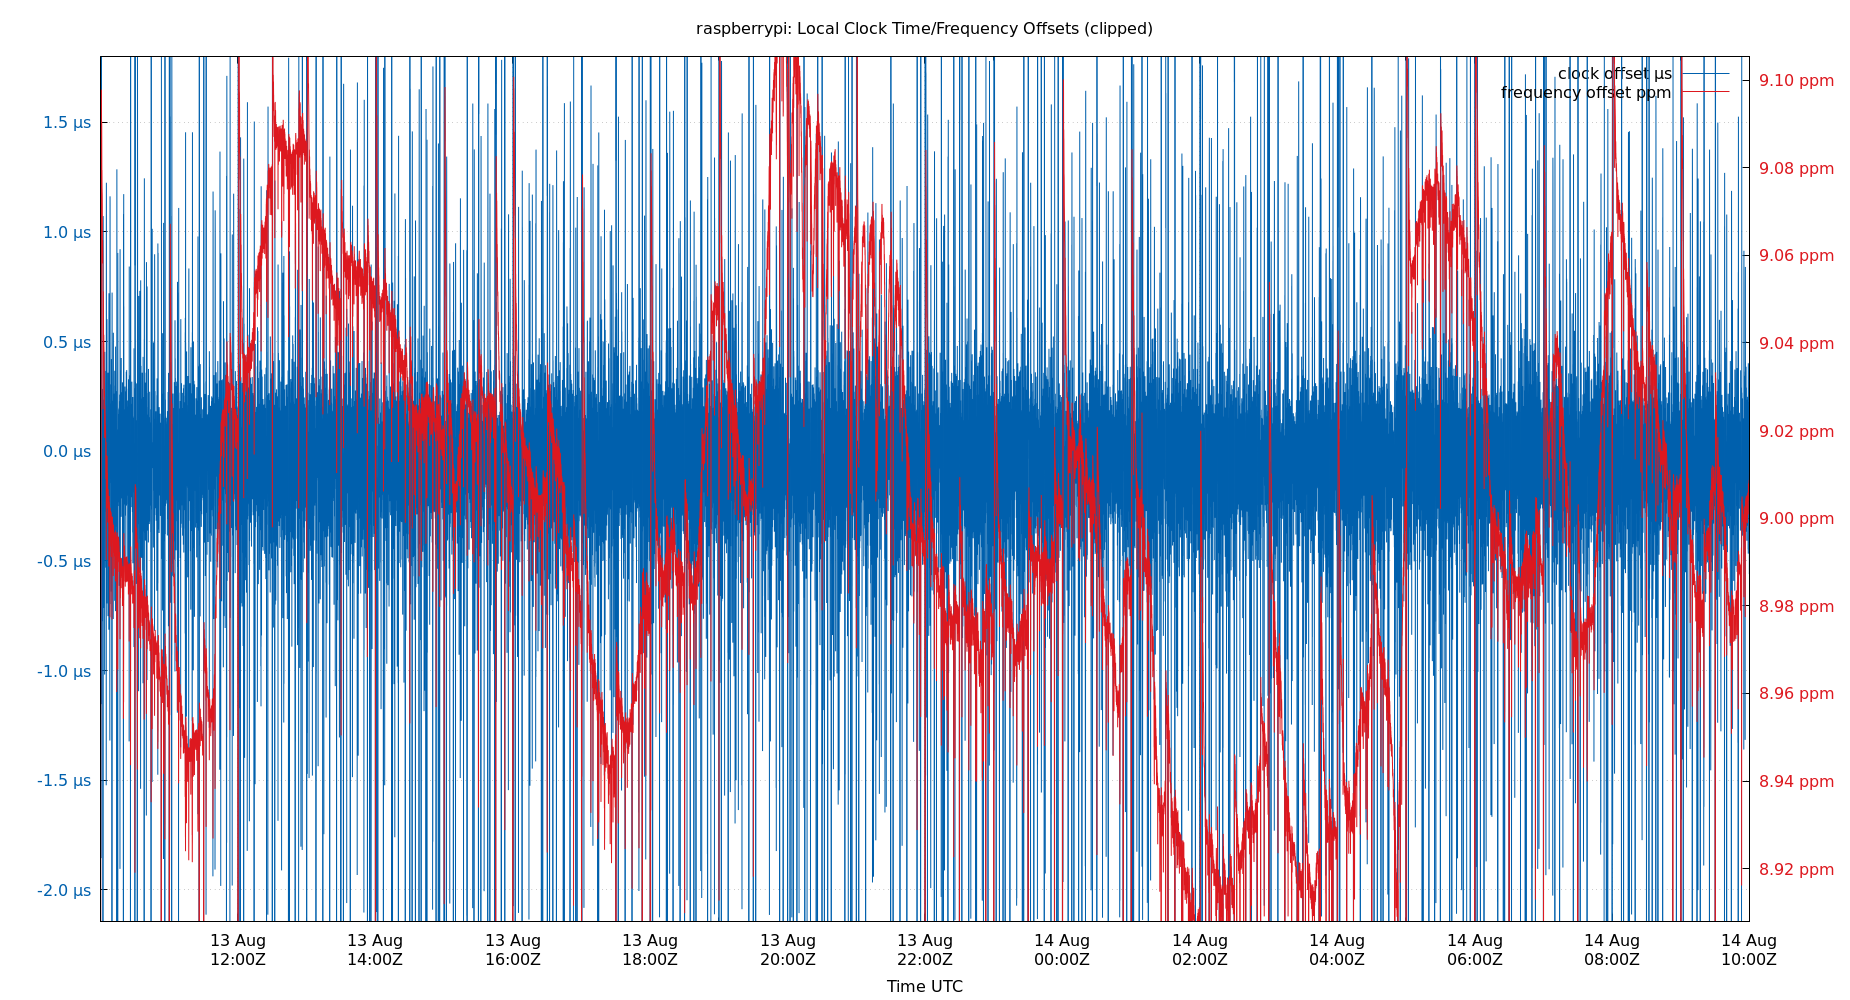 raspberrypi: Local Clock Time/Frequency Offsets (clipped)
clock offset µs
frequency offset ppm
1.5 µs
1.0 µs
0.5 µs
0.0 µs
-0.5 µs
-1.0 µs
-1.5 µs
-2.0 µs
9.10 ppm
9.08 ppm
9.06 ppm
9.04 ppm
9.02 ppm
9.00 ppm
8.98 ppm
8.96 ppm
8.94 ppm
8.92 ppm
13 Aug
12:00Z
13 Aug
14:00Z
13 Aug
16:00Z
13 Aug
18:00Z
13 Aug
20:00Z
13 Aug
22:00Z
14 Aug
00:00Z
14 Aug
02:00Z
14 Aug
04:00Z
14 Aug
06:00Z
14 Aug
08:00Z
14 Aug
10:00Z
Time UTC